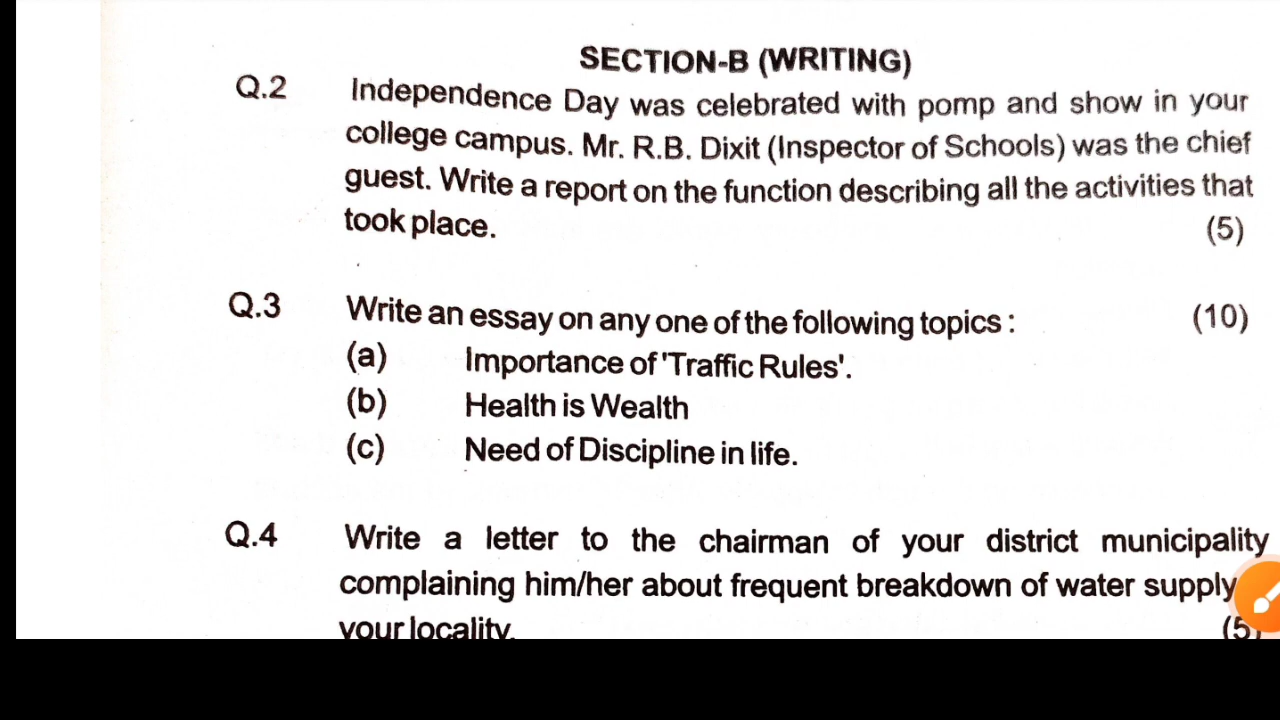 SECTION-B (WRITING)
Q.2 Independence Day was celebrated with pomp and show in your
college campus. Mr. R.B. Dixit (Inspector of Schools) was the chief
guest. Write a report on the function describing all the activities that
took place. (5)
Q.3 Write an essay on any one of the following topics : (10)
(a) Importance of 'Traffic Rules'.
(b) Health is Wealth
(c) Need of Discipline in life.
Q.4 Write a letter to the chairman of your district municipality
complaining him/her about frequent breakdown of water supply
your locality. (5)